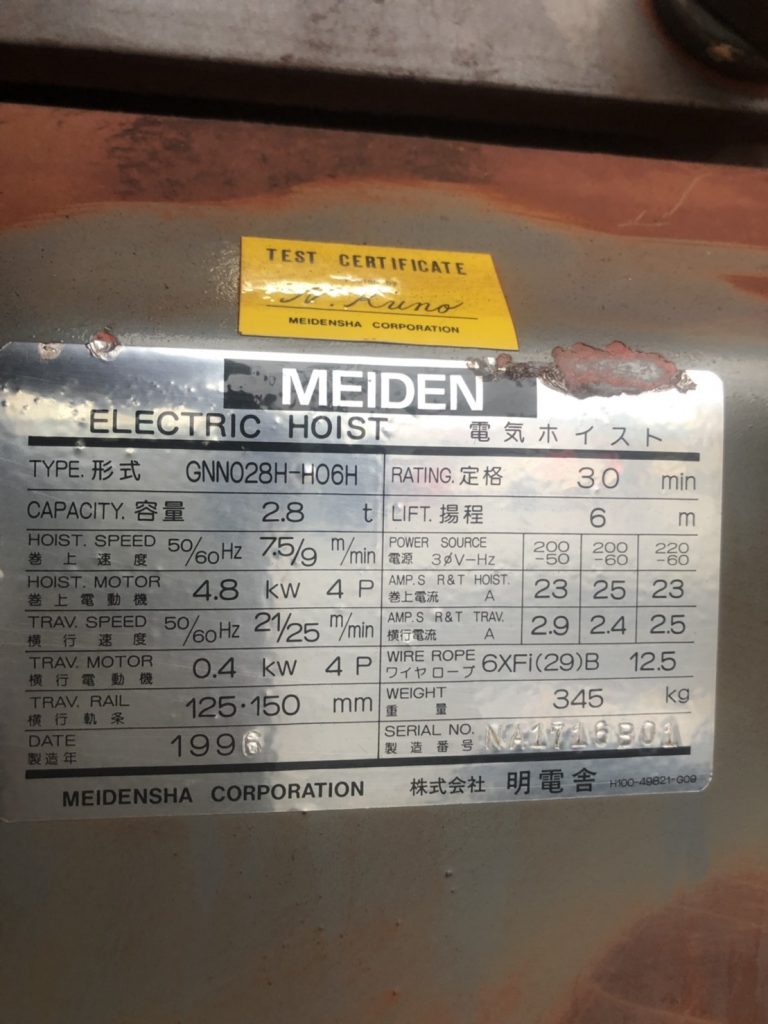 TEST CERTIFICATE
N. Kuno
MEIDENSHA CORPORATION
MEIDEN
ELECTRIC HOIST 電気ホイスト
TYPE. 形式 GNN028H-H06H RATING. 定格 30 min
CAPACITY. 容量 2.8 t LIFT. 揚程 6 m
HOIST. SPEED 巻上速度 50/60Hz 7.5/9 m/min POWER SOURCE 電源 3φV-Hz 200-50 200-60 220-60
HOIST. MOTOR 巻上電動機 4.8 kw 4 P AMP.S R&T HOIST. 巻上電流 A 23 25 23
TRAV. SPEED 横行速度 50/60Hz 21/25 m/min AMP.S R&T TRAV. 横行電流 A 2.9 2.4 2.5
TRAV. MOTOR 横行電動機 0.4 kw 4 P WIRE ROPE ワイヤロープ 6XFi(29)B 12.5
TRAV. RAIL 横行軌条 125·150 mm WEIGHT 重量 345 kg
DATE 製造年 1996 SERIAL NO. 製造番号 NA1716B01
MEIDENSHA CORPORATION 株式会社 明電舎 H100-49821-G09